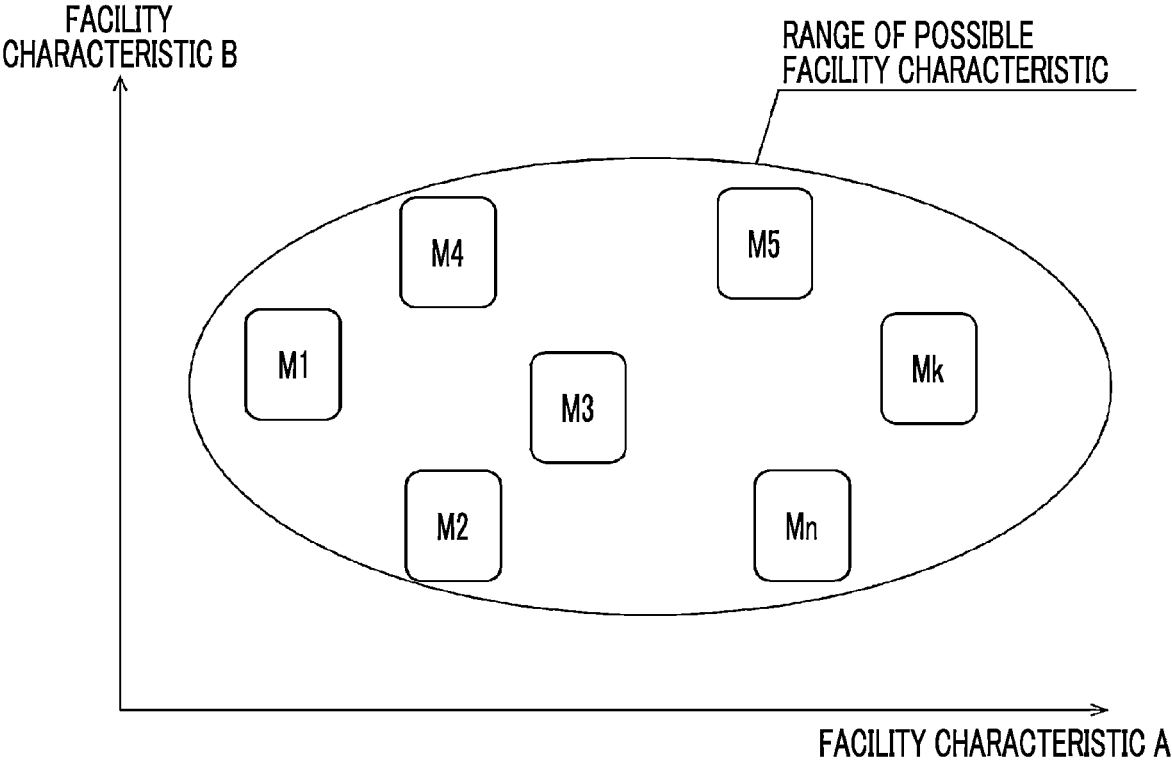 FACILITY
CHARACTERISTIC B
RANGE OF POSSIBLE
FACILITY CHARACTERISTIC
M4
M5
M1
Mk
M3
M2
Mn
FACILITY CHARACTERISTIC A